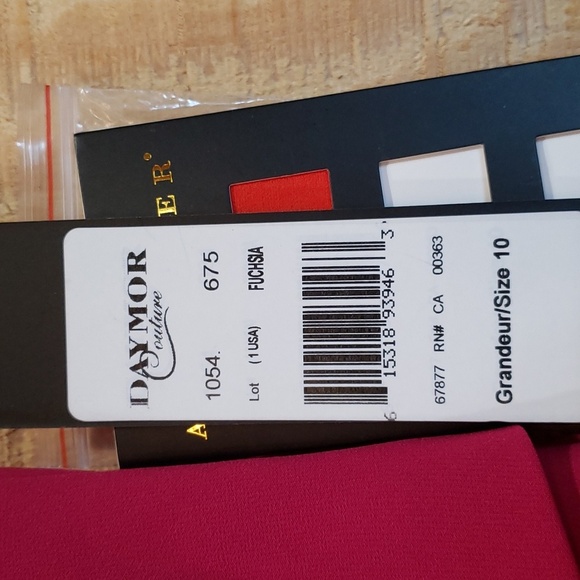 A ER®
DAYMOR
Couture
1054. 675
Lot (1 USA) FUCHSIA
6 15318 93946 3
67877 RN# CA 00363
Grandeur/Size 10